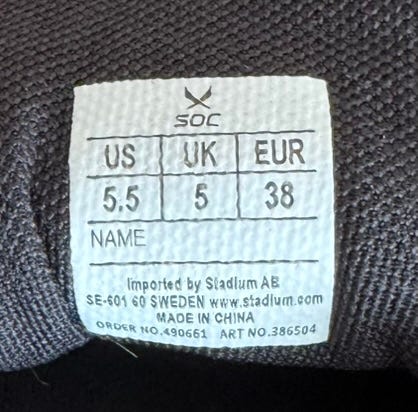 SOC
US UK EUR
5.5 5 38
NAME
Imported by Stadium AB
SE-601 60 SWEDEN www.stadium.com
MADE IN CHINA
ORDER NO.490661 ART NO.386504